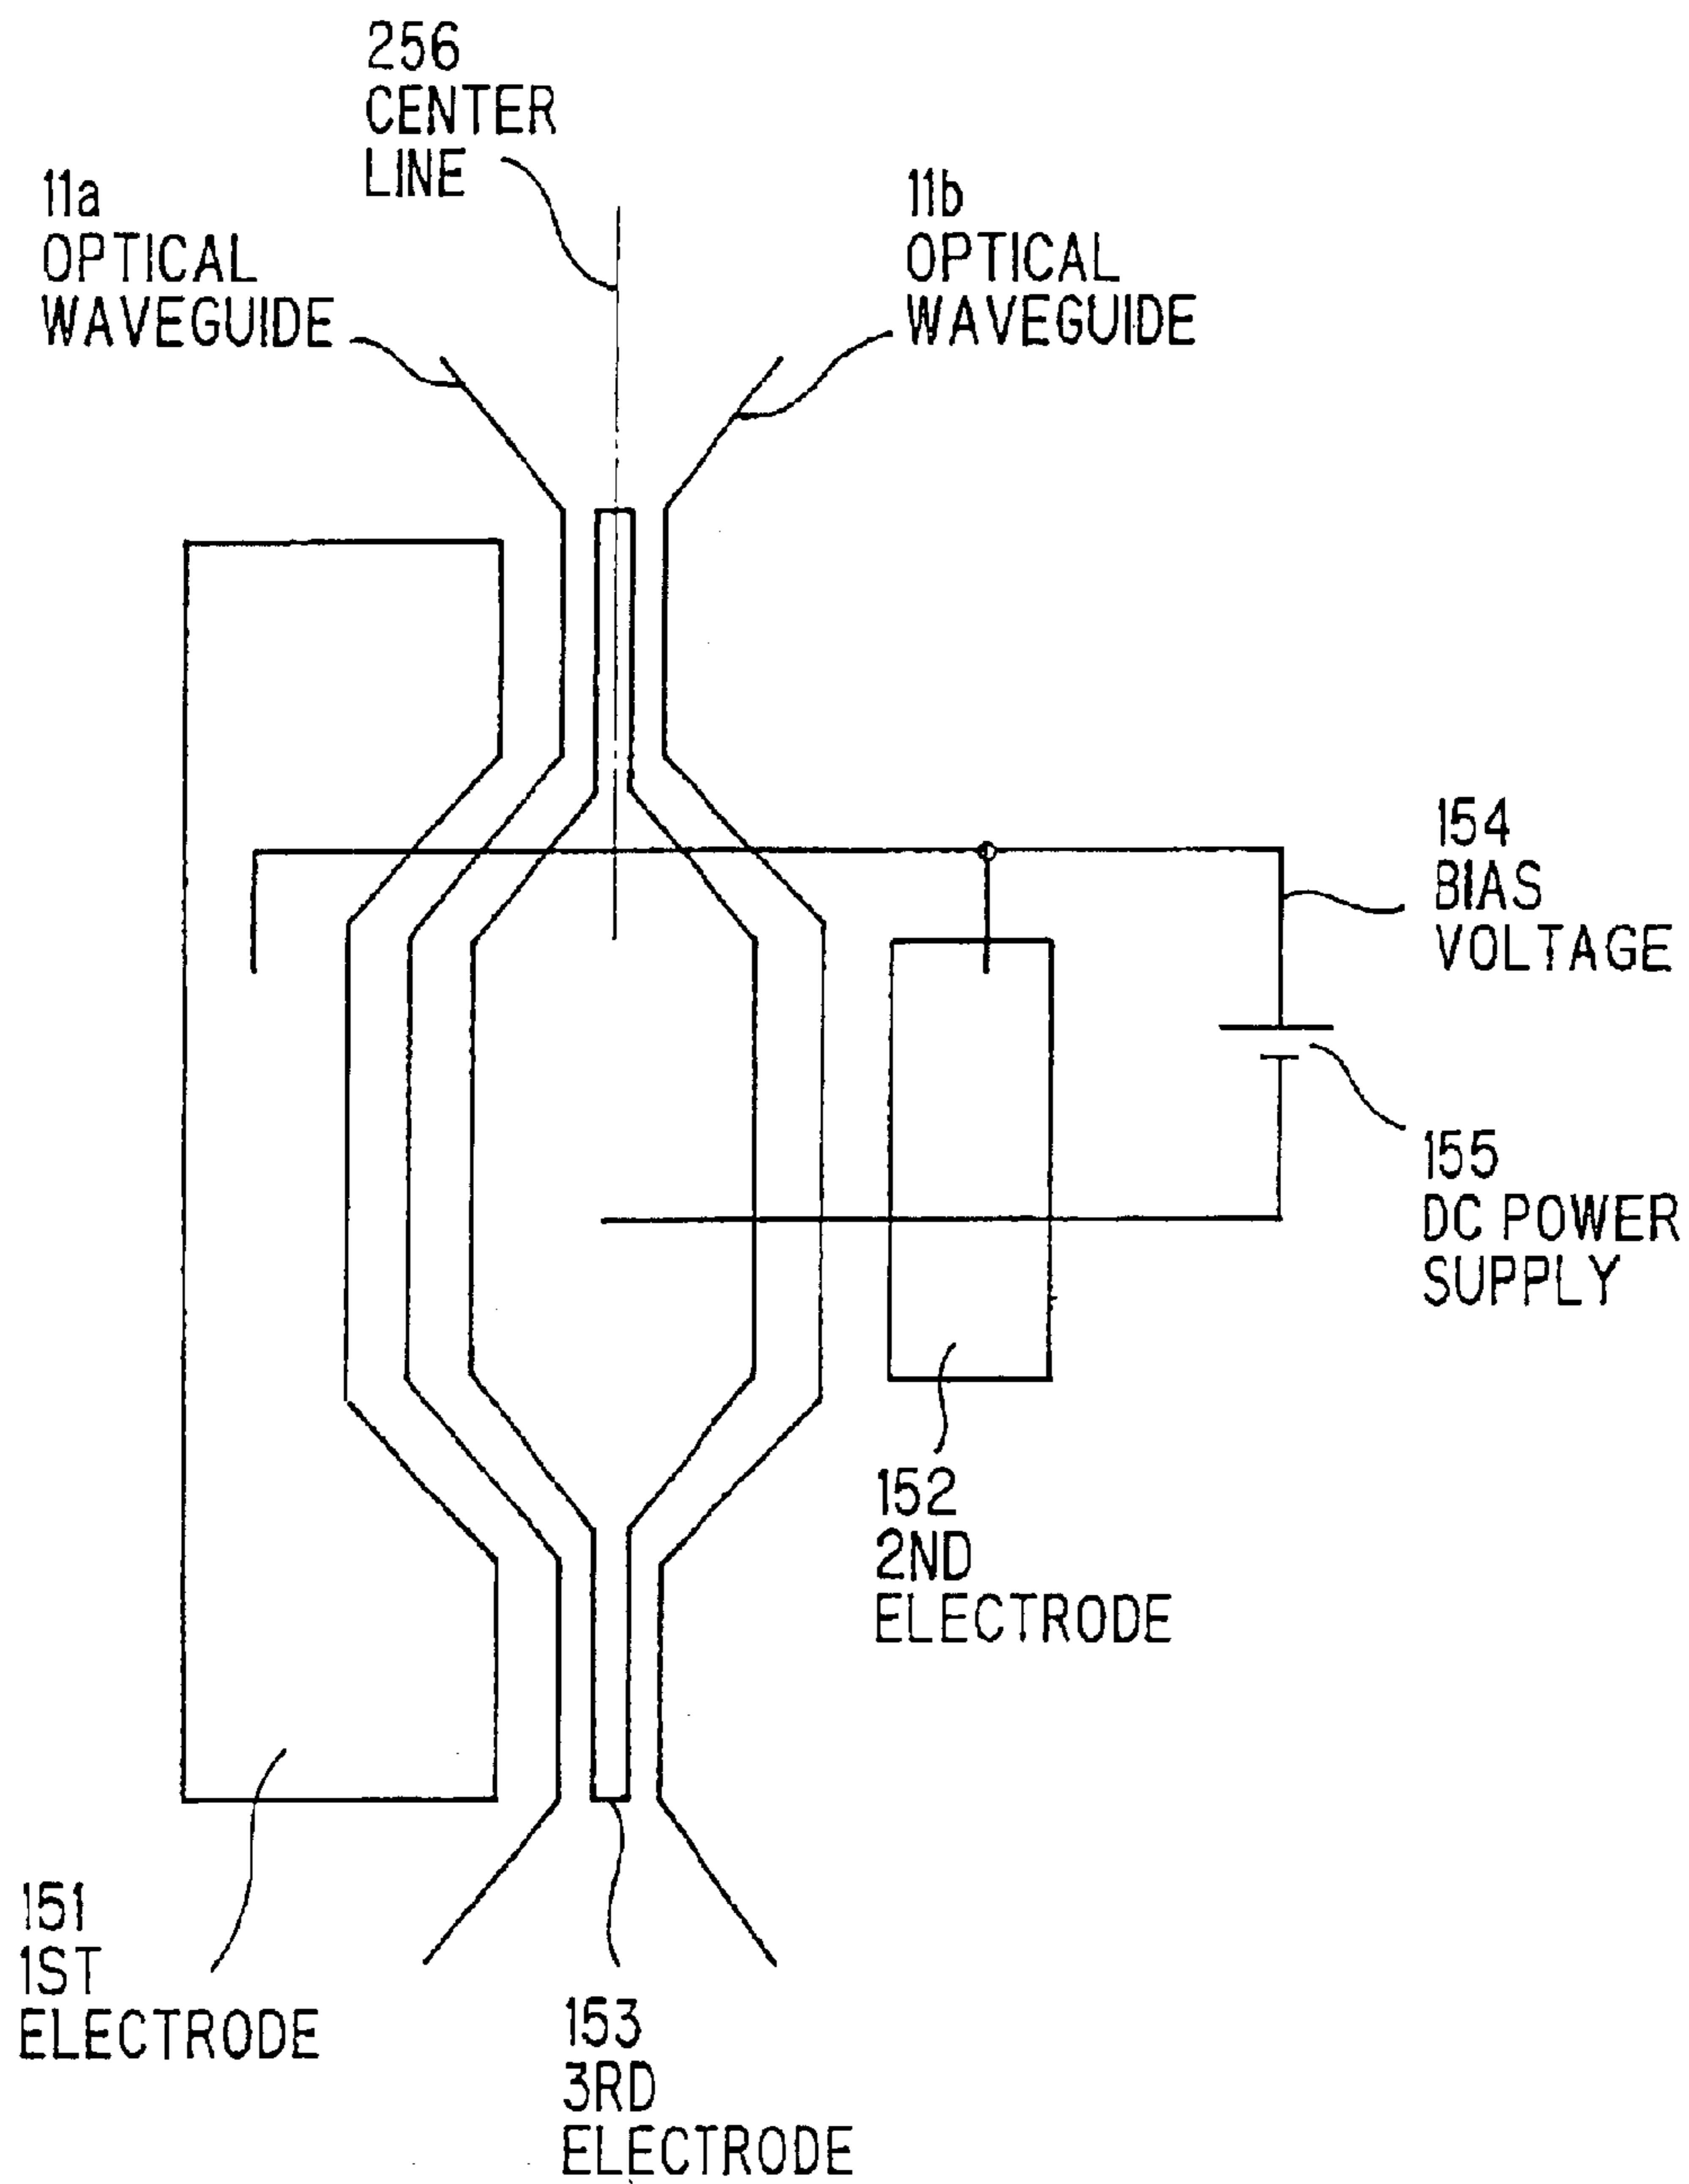 256
CENTER
LINE
11a
OPTICAL
WAVEGUIDE
11b
OPTICAL
WAVEGUIDE
154
BIAS
VOLTAGE
155
DC POWER
SUPPLY
152
2ND
ELECTRODE
151
1ST
ELECTRODE
153
3RD
ELECTRODE